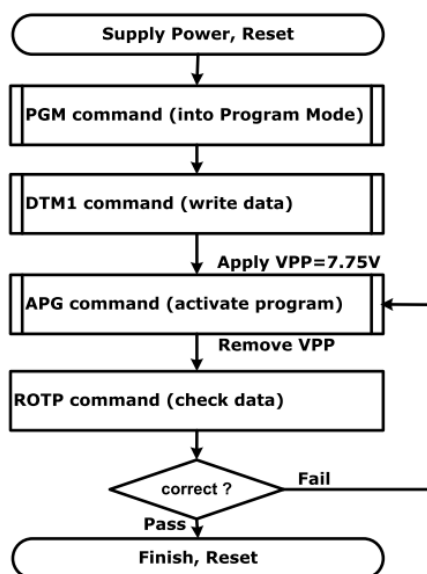 Supply Power, Reset
PGM command (into Program Mode)
DTM1 command (write data)
Apply VPP=7.75V
APG command (activate program)
Remove VPP
ROTP command (check data)
correct ?
Fail
Pass
Finish, Reset